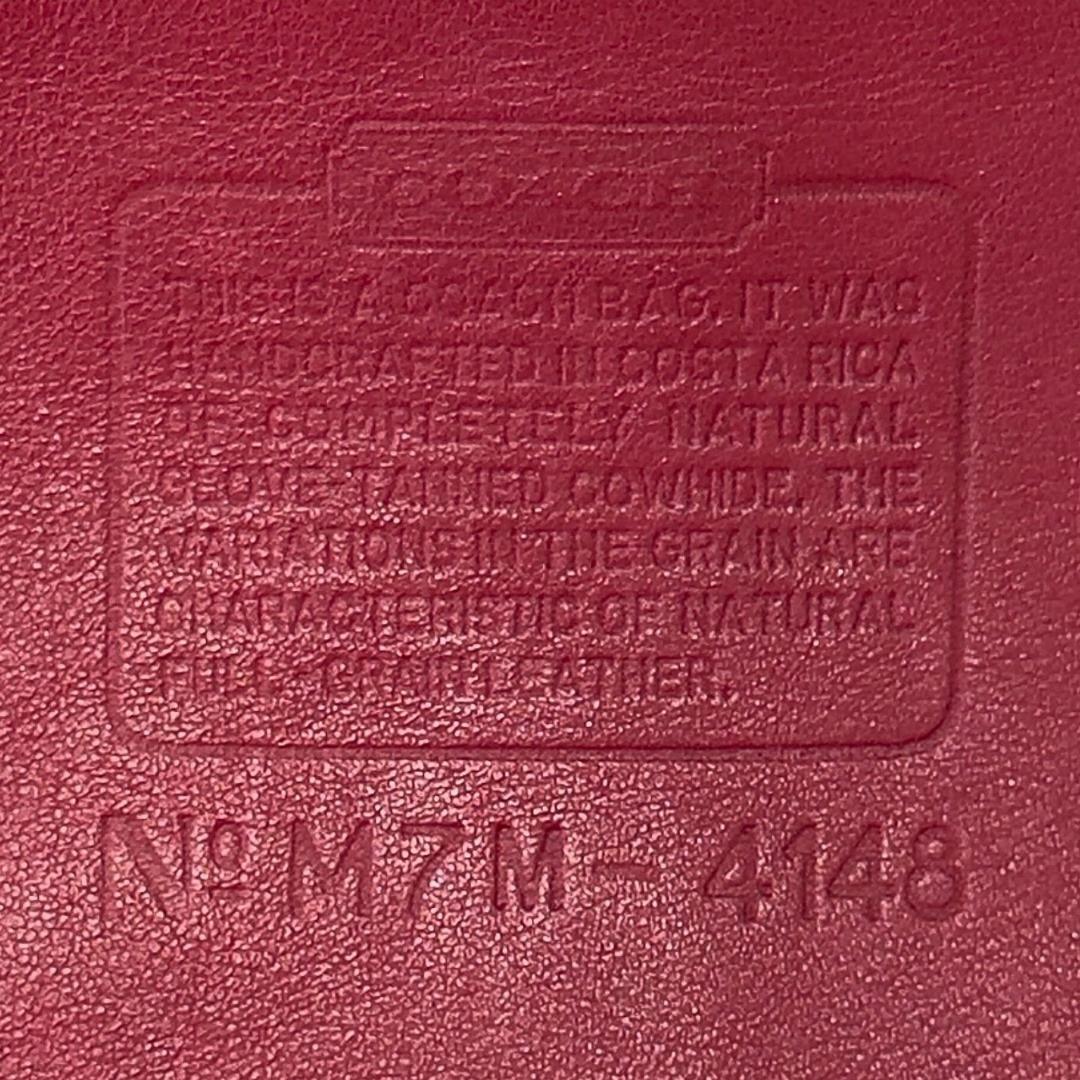 COACH
THIS IS A COACH BAG. IT WAS
HANDCRAFTED IN COSTA RICA
OF COMPLETELY NATURAL
GLOVE-TANNED COWHIDE. THE
VARIATIONS IN THE GRAIN ARE
CHARACTERISTIC OF NATURAL
FULL-GRAIN LEATHER.
Nº M7M-4148